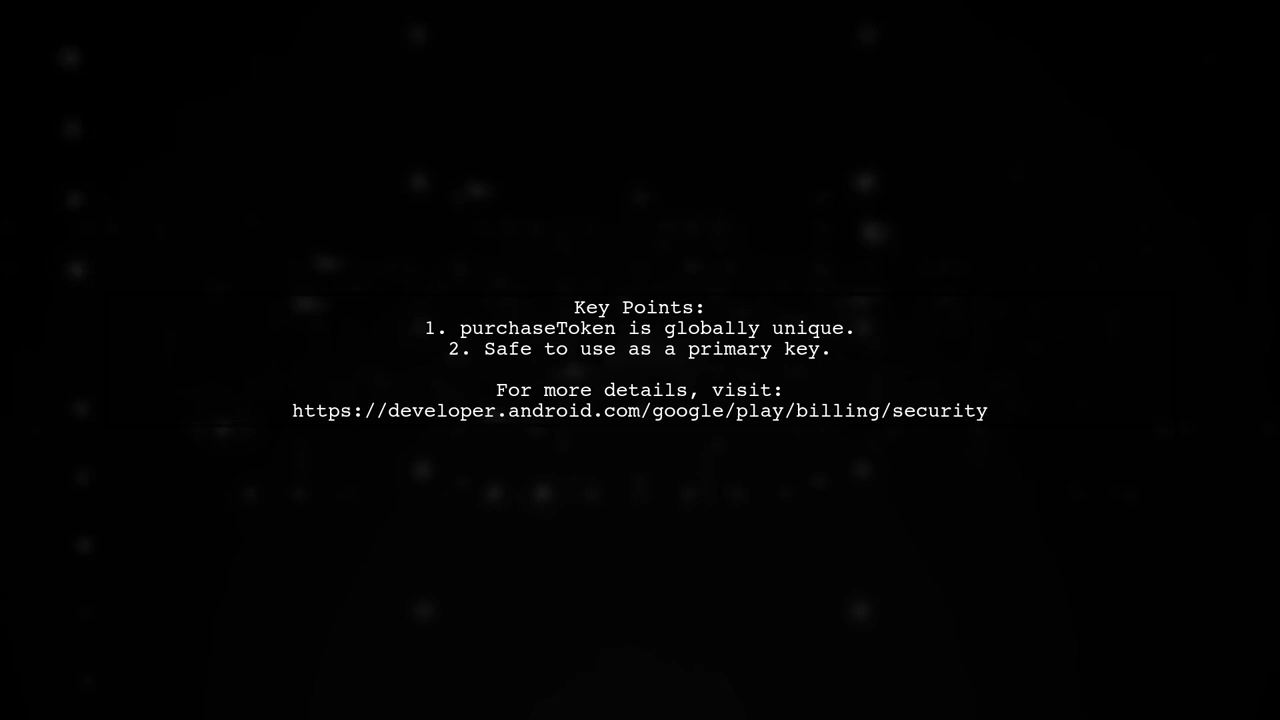 Key Points:
1. purchaseToken is globally unique.
2. Safe to use as a primary key.
For more details, visit:
https://developer.android.com/google/play/billing/security